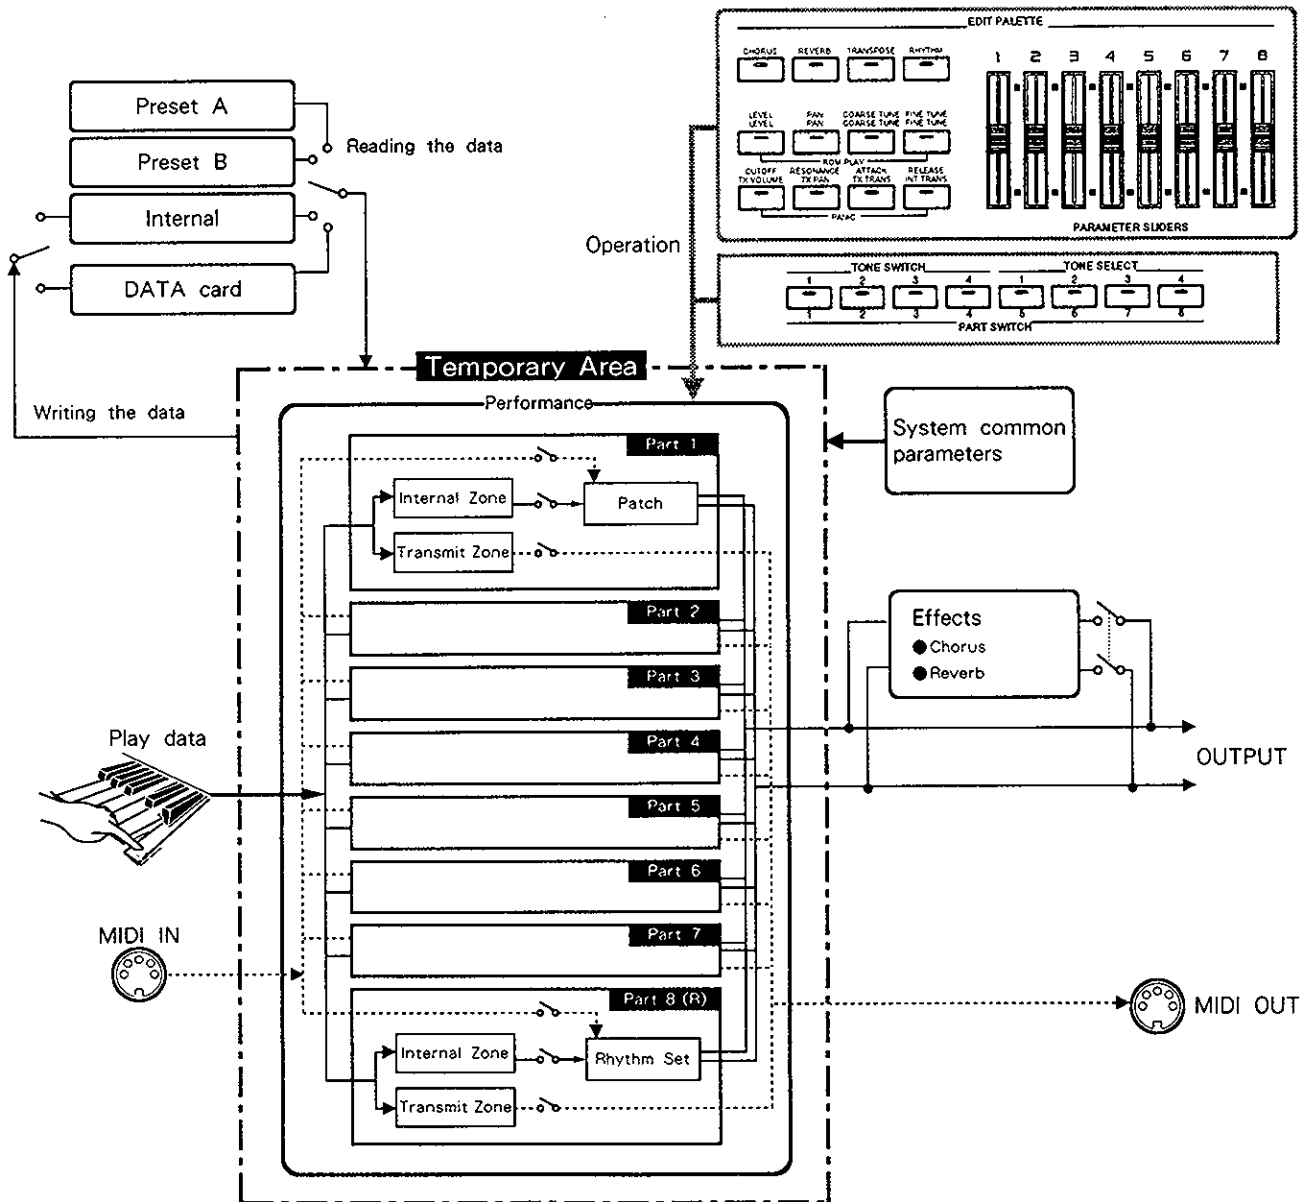 EDIT PALETTE
CHORUS REVERB TRANSPOSE RHYTHM
1 2 3 4 5 6 7 8
LEVEL PAN COARSE TUNE FINE TUNE
LEVEL PAN COARSE TUNE FINE TUNE
ROM PLAY
CUTOFF RESONANCE ATTACK RELEASE
TX VOLUME TX PAN TX TRANS INT TRANS
PANIC
PARAMETER SLIDERS
Preset A
Preset B
Internal
DATA card
Reading the data
Operation
TONE SWITCH TONE SELECT
1 2 3 4 1 2 3 4
1 2 3 4 5 6 7 8
PART SWITCH
Writing the data
Temporary Area
Performance
System common
parameters
Part 1
Internal Zone
Patch
Transmit Zone
Part 2
Part 3
Part 4
Part 5
Part 6
Part 7
Part 8 (R)
Internal Zone
Rhythm Set
Transmit Zone
Effects
●Chorus
●Reverb
Play data
OUTPUT
MIDI IN
MIDI OUT